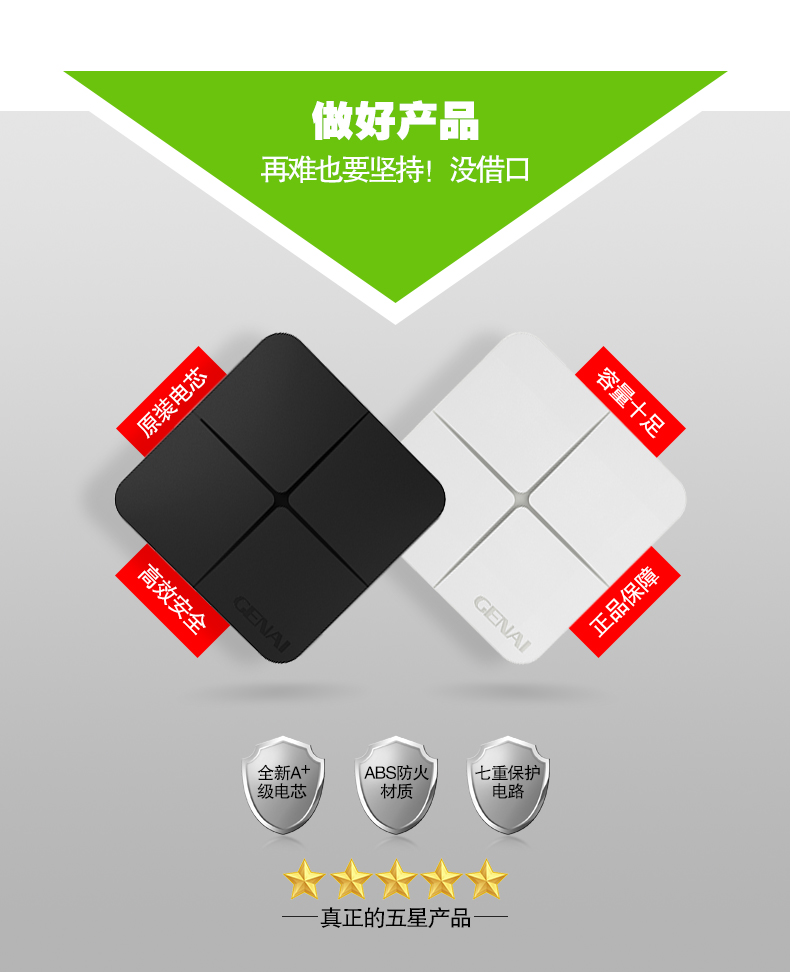 做好产品
再难也要坚持！没借口
原装电芯
容量十足
高效安全
正品保障
GENAI
GENAI
全新A+
级电芯
ABS防火
材质
七重保护
电路
真正的五星产品